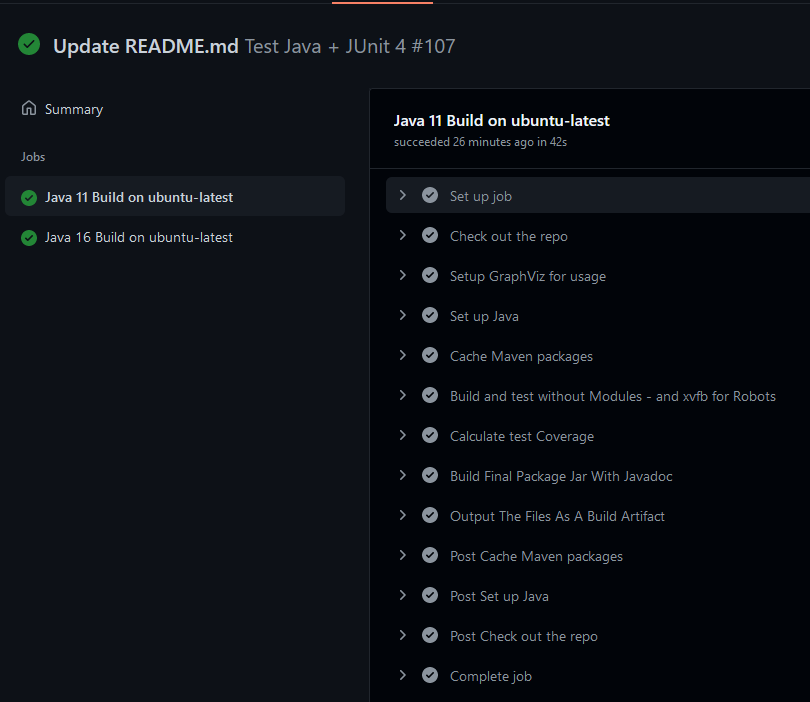 Update README.md Test Java + JUnit 4 #107
Summary
Jobs
Java 11 Build on ubuntu-latest
Java 16 Build on ubuntu-latest
Java 11 Build on ubuntu-latest
succeeded 26 minutes ago in 42s
Set up job
Check out the repo
Setup GraphViz for usage
Set up Java
Cache Maven packages
Build and test without Modules - and xvfb for Robots
Calculate test Coverage
Build Final Package Jar With Javadoc
Output The Files As A Build Artifact
Post Cache Maven packages
Post Set up Java
Post Check out the repo
Complete job